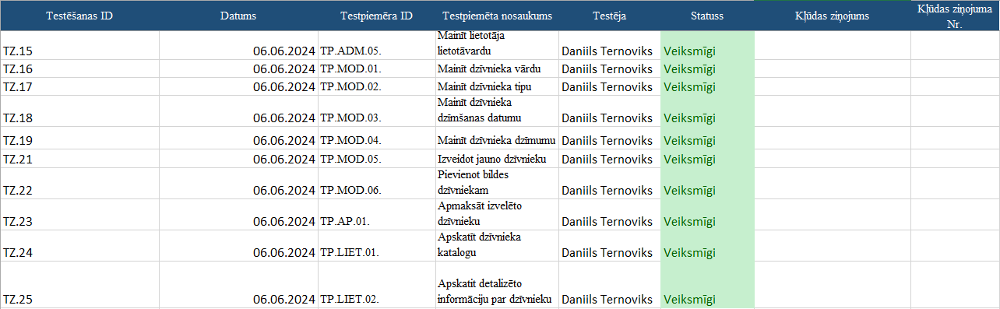 Testēšanas ID Datums Testpiemēra ID Testpiemēta nosaukums Testēja Statuss Kļūdas ziņojums Kļūdas ziņojuma
Nr.
Mainīt lietotāja
TZ.15 06.06.2024 TP.ADM.05. lietotāvardu Daniils Ternoviks Veiksmīgi
TZ.16 06.06.2024 TP.MOD.01. Mainīt dzīvnieka vārdu Daniils Ternoviks Veiksmīgi
TZ.17 06.06.2024 TP.MOD.02. Mainīt dzīvnieka tipu Daniils Ternoviks Veiksmīgi
Mainīt dzīvnieka
TZ.18 06.06.2024 TP.MOD.03. dzīmšanas datumu Daniils Ternoviks Veiksmīgi
TZ.19 06.06.2024 TP.MOD.04. Mainīt dzīvnieka dzīmumu Daniils Ternoviks Veiksmīgi
TZ.21 06.06.2024 TP.MOD.05. Izveidot jauno dzīvnieku Daniils Ternoviks Veiksmīgi
Pievienot bildes
TZ.22 06.06.2024 TP.MOD.06. dzīvniekam Daniils Ternoviks Veiksmīgi
Apmaksāt izvelēto
TZ.23 06.06.2024 TP.AP.01. dzīvnieku Daniils Ternoviks Veiksmīgi
Apskatīt dzīvnieka
TZ.24 06.06.2024 TP.LIET.01. katalogu Daniils Ternoviks Veiksmīgi
Apskatit detalizēto
TZ.25 06.06.2024 TP.LIET.02. informāciju par dzīvnieku Daniils Ternoviks Veiksmīgi